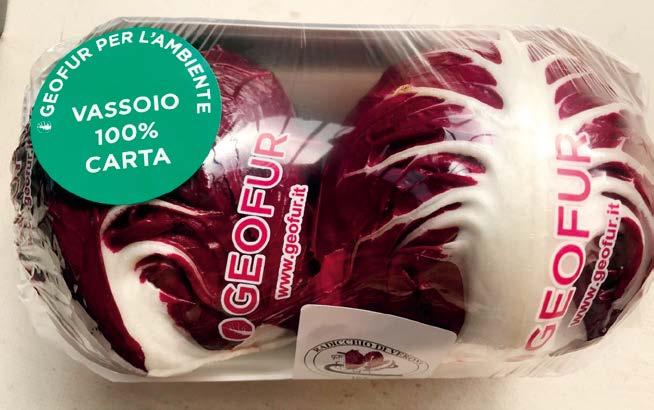 GEOFUR PER L'AMBIENTE
VASSOIO
100%
CARTA
GEOFUR
www.geofur.it
GEOFUR
www.geofur.it
RADICCHIO DI VERONA